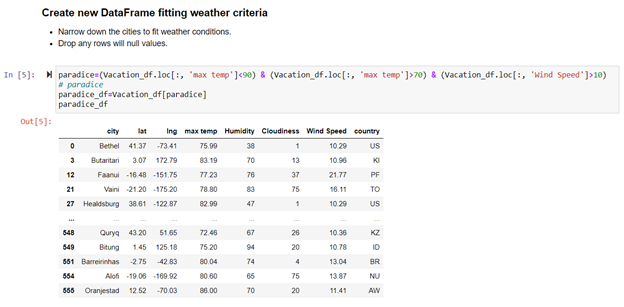 Create new DataFrame fitting weather criteria
• Narrow down the cities to fit weather conditions.
• Drop any rows will null values.
In [5]: paradice=(Vacation_df.loc[:, 'max temp']<90) & (Vacation_df.loc[:, 'max temp']>70) & (Vacation_df.loc[:, 'Wind Speed']>10)
# paradice
paradice_df=Vacation_df[paradice]
paradice_df
Out[5]:
city lat lng max temp Humidity Cloudiness Wind Speed country
0 Bethel 41.37 -73.41 75.99 38 1 10.29 US
3 Butaritari 3.07 172.79 83.19 70 13 10.96 KI
12 Faanui -16.48 -151.75 77.23 76 37 21.77 PF
21 Vaini -21.20 -175.20 78.80 83 75 16.11 TO
27 Healdsburg 38.61 -122.87 82.99 47 1 10.29 US
... ... ... ... ... ... ... ... ...
548 Quryq 43.20 51.65 72.46 67 26 10.36 KZ
549 Bitung 1.45 125.18 75.20 94 20 10.78 ID
551 Barreirinhas -2.75 -42.83 80.04 74 4 13.04 BR
554 Alofi -19.06 -169.92 80.60 65 75 13.87 NU
555 Oranjestad 12.52 -70.03 86.00 70 20 11.41 AW